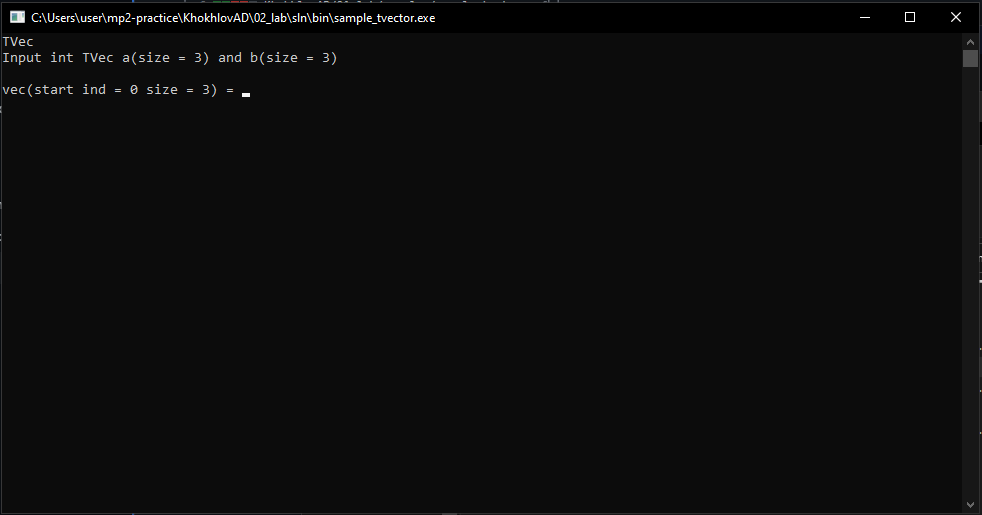 C:\Users\user\mp2-practice\KhokhlovAD\02_lab\sln\bin\sample_tvector.exe
TVec
Input int TVec a(size = 3) and b(size = 3)
vec(start ind = 0 size = 3) =